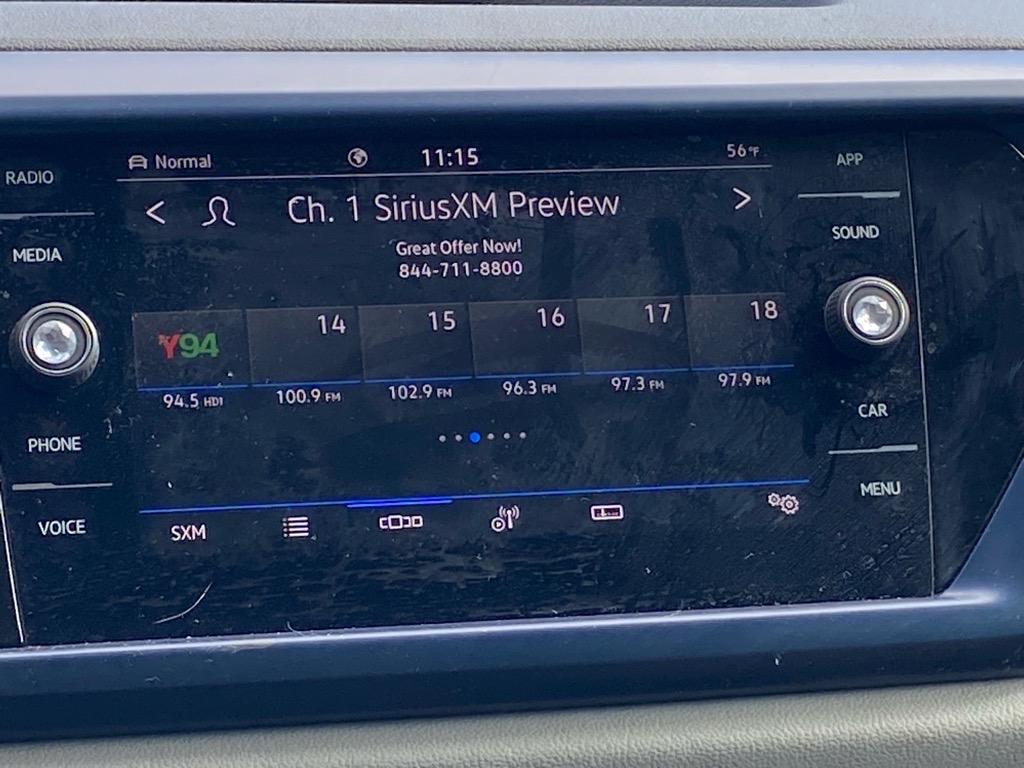 Normal
11:15
56°F
RADIO
MEDIA
PHONE
VOICE
Ch. 1 SiriusXM Preview
Great Offer Now!
844-711-8800
Y94
14
15
16
17
18
94.5 HD1
100.9 FM
102.9 FM
96.3 FM
97.3 FM
97.9 FM
SXM
APP
SOUND
CAR
MENU